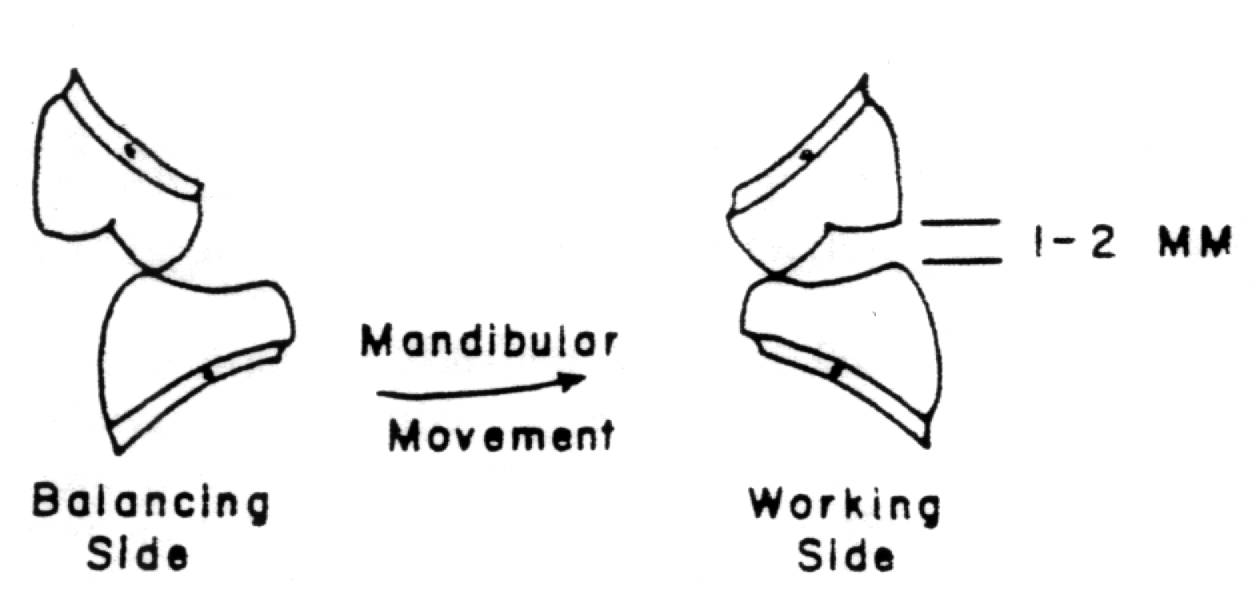 1-2 MM
Mandibular
Movement
Balancing
Side
Working
Side